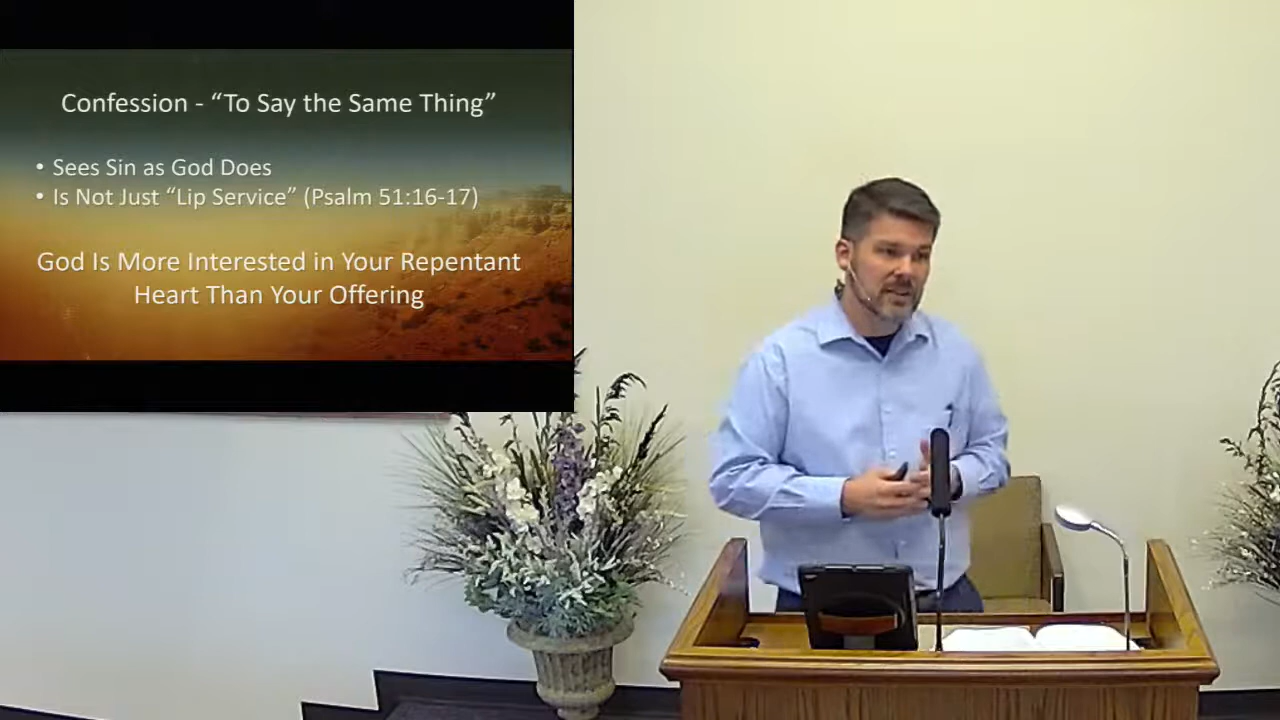 Confession - “To Say the Same Thing”
• Sees Sin as God Does
• Is Not Just “Lip Service” (Psalm 51:16-17)
God Is More Interested in Your Repentant
Heart Than Your Offering